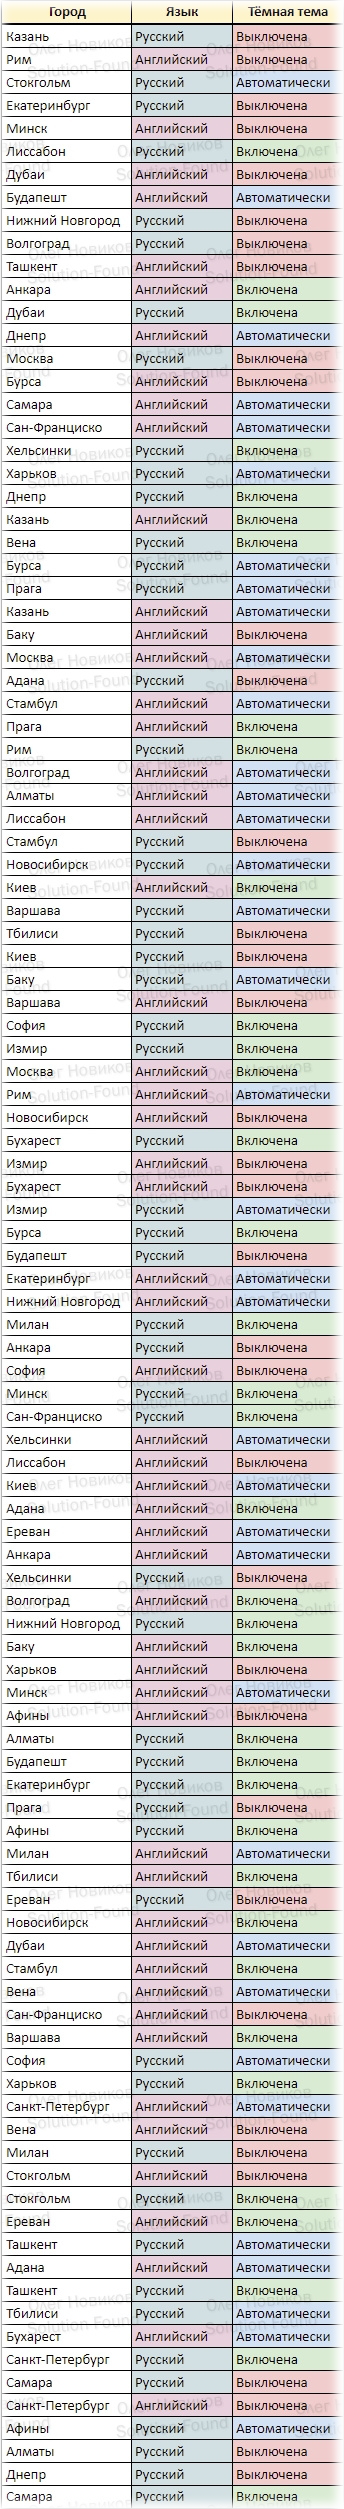 Город Язык Тёмная тема
Казань Русский Выключена
Рим Английский Выключена
Стокгольм Русский Автоматически
Екатеринбург Русский Выключена
Минск Английский Выключена
Лиссабон Русский Включена
Дубаи Английский Выключена
Будапешт Английский Автоматически
Нижний Новгород Русский Выключена
Волгоград Русский Выключена
Ташкент Английский Выключена
Анкара Английский Включена
Дубаи Русский Включена
Днепр Английский Автоматически
Москва Русский Выключена
Бурса Английский Выключена
Самара Английский Автоматически
Сан-Франциско Английский Автоматически
Хельсинки Русский Включена
Харьков Русский Автоматически
Днепр Русский Включена
Казань Английский Включена
Вена Русский Включена
Бурса Русский Автоматически
Прага Русский Автоматически
Казань Английский Автоматически
Баку Английский Выключена
Москва Английский Автоматически
Адана Русский Выключена
Стамбул Английский Автоматически
Прага Английский Включена
Рим Русский Включена
Волгоград Английский Автоматически
Алматы Английский Автоматически
Лиссабон Английский Автоматически
Стамбул Русский Выключена
Новосибирск Русский Автоматически
Киев Английский Включена
Варшава Русский Автоматически
Тбилиси Русский Выключена
Киев Русский Выключена
Баку Русский Автоматически
Варшава Английский Выключена
София Русский Включена
Измир Русский Включена
Москва Английский Включена
Рим Английский Автоматически
Новосибирск Английский Выключена
Бухарест Русский Включена
Измир Английский Выключена
Бухарест Английский Выключена
Измир Русский Автоматически
Бурса Русский Включена
Будапешт Русский Выключена
Екатеринбург Английский Автоматически
Нижний Новгород Английский Автоматически
Милан Русский Включена
Анкара Русский Выключена
София Английский Выключена
Минск Русский Включена
Сан-Франциско Русский Включена
Хельсинки Английский Автоматически
Лиссабон Английский Выключена
Киев Английский Автоматически
Адана Английский Включена
Ереван Английский Автоматически
Анкара Английский Автоматически
Хельсинки Русский Выключена
Волгоград Английский Включена
Нижний Новгород Русский Включена
Баку Английский Включена
Харьков Английский Выключена
Минск Английский Автоматически
Афины Английский Выключена
Алматы Русский Включена
Будапешт Русский Включена
Екатеринбург Русский Включена
Прага Русский Выключена
Афины Русский Включена
Милан Английский Автоматически
Тбилиси Английский Включена
Ереван Русский Выключена
Новосибирск Английский Включена
Дубаи Английский Автоматически
Стамбул Английский Включена
Вена Английский Автоматически
Сан-Франциско Английский Выключена
Варшава Английский Включена
София Русский Автоматически
Харьков Русский Включена
Санкт-Петербург Английский Автоматически
Вена Английский Выключена
Милан Русский Выключена
Стокгольм Английский Выключена
Стокгольм Русский Включена
Ереван Английский Включена
Ташкент Русский Автоматически
Адана Английский Автоматически
Ташкент Русский Включена
Тбилиси Русский Автоматически
Бухарест Английский Автоматически
Санкт-Петербург Русский Включена
Самара Русский Выключена
Санкт-Петербург Английский Выключена
Афины Русский Автоматически
Алматы Русский Выключена
Днепр Русский Выключена
Самара Русский Включена